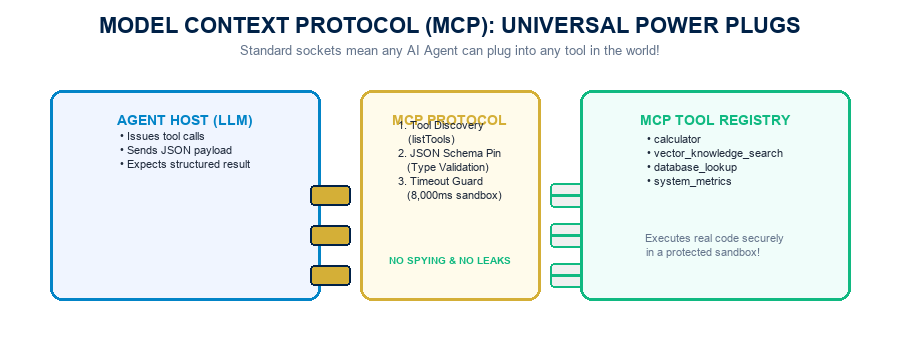 MODEL CONTEXT PROTOCOL (MCP): UNIVERSAL POWER PLUGS
Standard sockets mean any AI Agent can plug into any tool in the world!
AGENT HOST (LLM)
• Issues tool calls
• Sends JSON payload
• Expects structured result
MCP PROTOCOL
1. Tool Discovery
(listTools)
2. JSON Schema Pin
(Type Validation)
3. Timeout Guard
(8,000ms sandbox)
NO SPYING & NO LEAKS
MCP TOOL REGISTRY
• calculator
• vector_knowledge_search
• database_lookup
• system_metrics
Executes real code securely
in a protected sandbox!